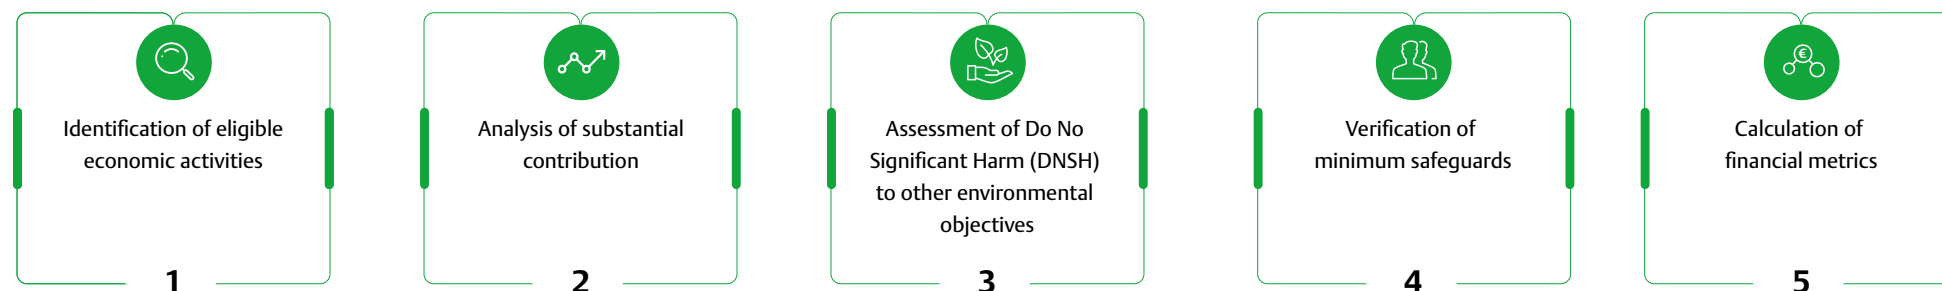 Identification of eligible
economic activities
1
Analysis of substantial
contribution
2
Assessment of Do No
Significant Harm (DNSH)
to other environmental
objectives
3
Verification of
minimum safeguards
4
€
Calculation of
financial metrics
5